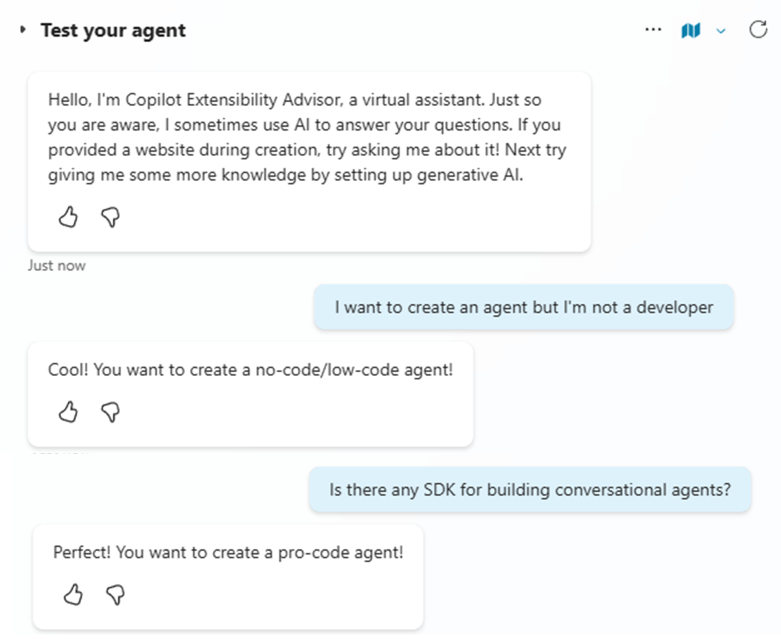 Test your agent
Hello, I'm Copilot Extensibility Advisor, a virtual assistant. Just so
you are aware, I sometimes use AI to answer your questions. If you
provided a website during creation, try asking me about it! Next try
giving me some more knowledge by setting up generative AI.
Just now
I want to create an agent but I'm not a developer
Cool! You want to create a no-code/low-code agent!
Is there any SDK for building conversational agents?
Perfect! You want to create a pro-code agent!